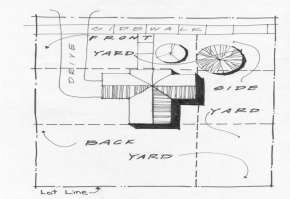 SIDEWALK
FRONT
YARD
DRIVE
SIDE
YARD
BACK
YARD
Lot Line